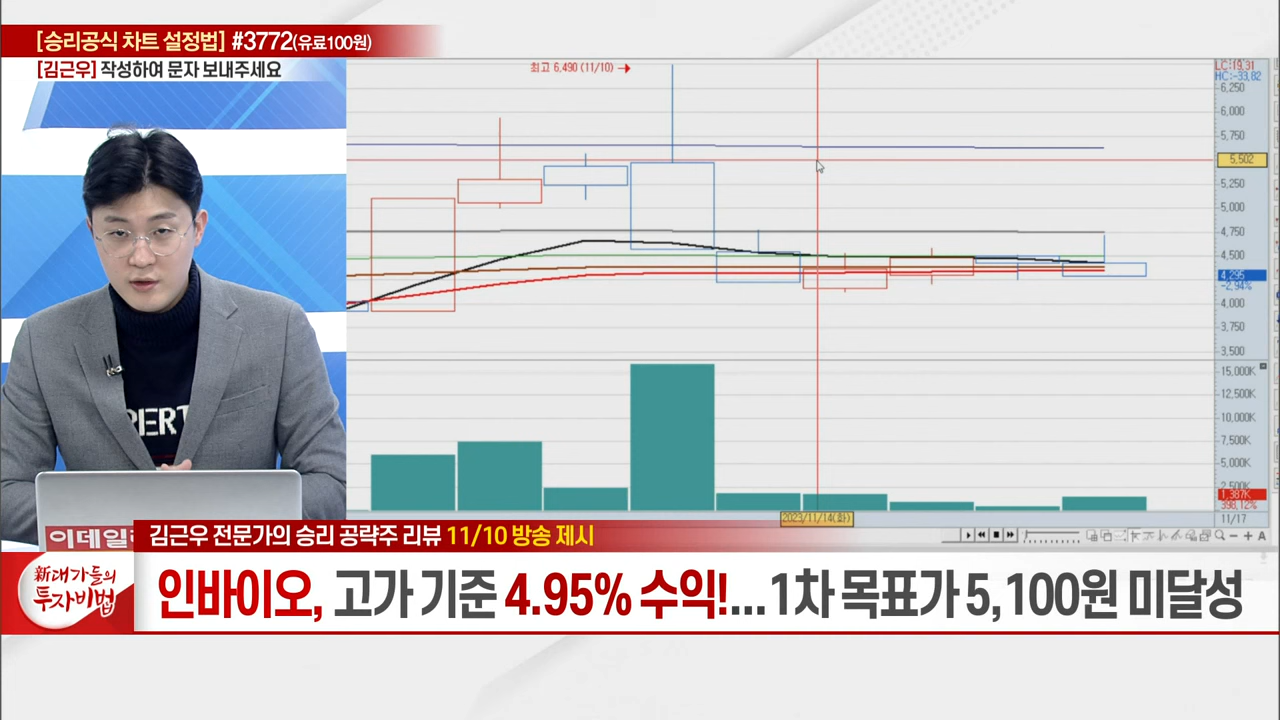 [승리공식 차트 설정법] #3772(유료100원)
[김근우] 작성하여 문자 보내주세요
최고 6,490 (11/10) →
LC:19.31
HC:-33.82
6,250
6,000
5,750
5,502
5,250
5,000
4,750
4,500
4,295
-2.94%
4,000
3,750
3,500
15,000K
12,500K
10,000K
7,500K
5,000K
2,500K
1,387K
398.12%
2023/11/14(화)
11/17
PERT
이데일리
김근우 전문가의 승리 공략주 리뷰 11/10 방송 제시
新대가들의
투자비법
인바이오, 고가 기준 4.95% 수익!...1차 목표가 5,100원 미달성